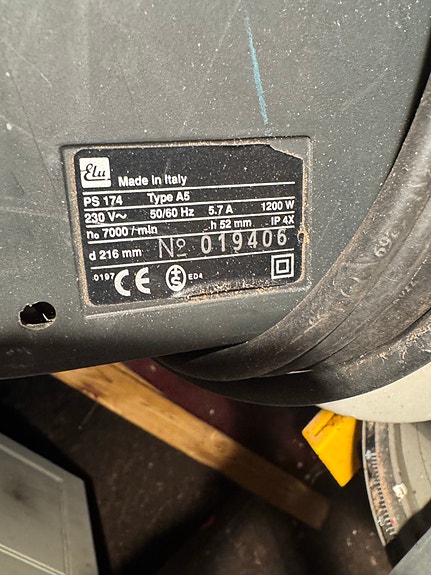 Elu
Made in Italy
PS 174 Type A5
230 V~ 50/60 Hz 5.7 A 1200 W
n₀ 7000/min h 52 mm IP 4X
d 216 mm Nº 019406
.0197 CE ED4